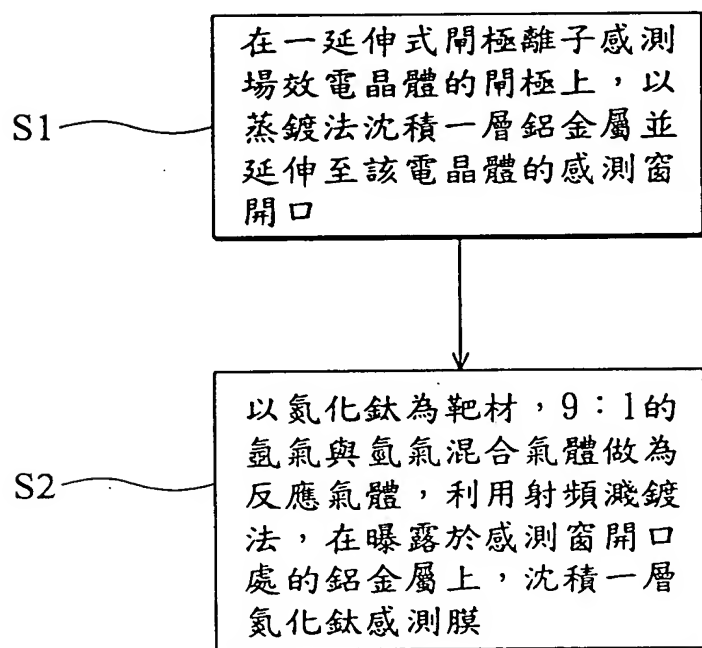 S1
在一延伸式閘極離子感測
場效電晶體的閘極上，以
蒸鍍法沈積一層鋁金屬並
延伸至該電晶體的感測窗
開口
S2
以氮化鈦為靶材，9：1的
氬氣與氫氣混合氣體做為
反應氣體，利用射頻濺鍍
法，在曝露於感測窗開口
處的鋁金屬上，沈積一層
氮化鈦感測膜